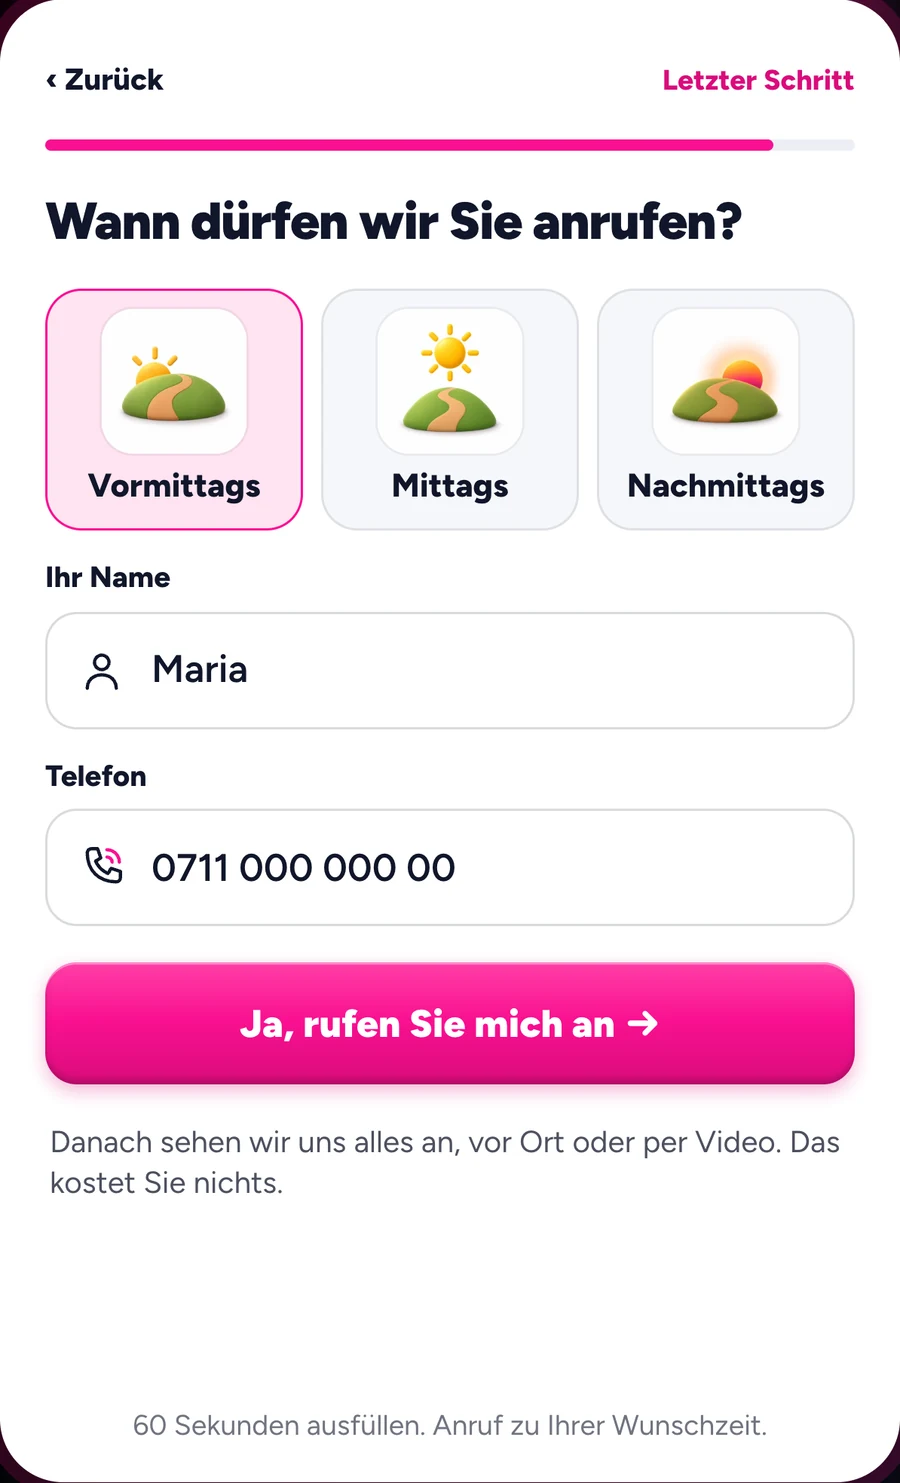 ‹ Zurück
Letzter Schritt
Wann dürfen wir Sie anrufen?
Vormittags
Mittags
Nachmittags
Ihr Name
Maria
Telefon
0711 000 000 00
Ja, rufen Sie mich an →
Danach sehen wir uns alles an, vor Ort oder per Video. Das
kostet Sie nichts.
60 Sekunden ausfüllen. Anruf zu Ihrer Wunschzeit.